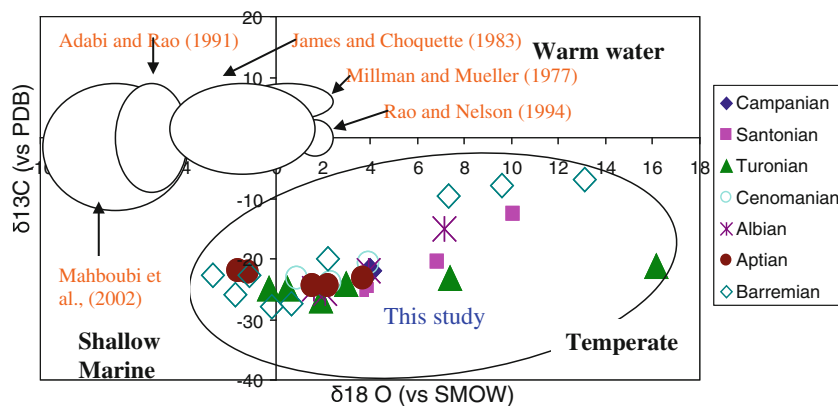 20
Adabi and Rao (1991)
James and Choquette (1983)
Warm water
10
Millman and Mueller (1977)
Rao and Nelson (1994)
δ13C (vs PDB)
2 4 6 8 10 12 14 16 18
-10
-20
-30
-40
Mahboubi et
al., (2002)
This study
Shallow
Marine
Temperate
δ18 O (vs SMOW)
Campanian
Santonian
Turonian
Cenomanian
Albian
Aptian
Barremian